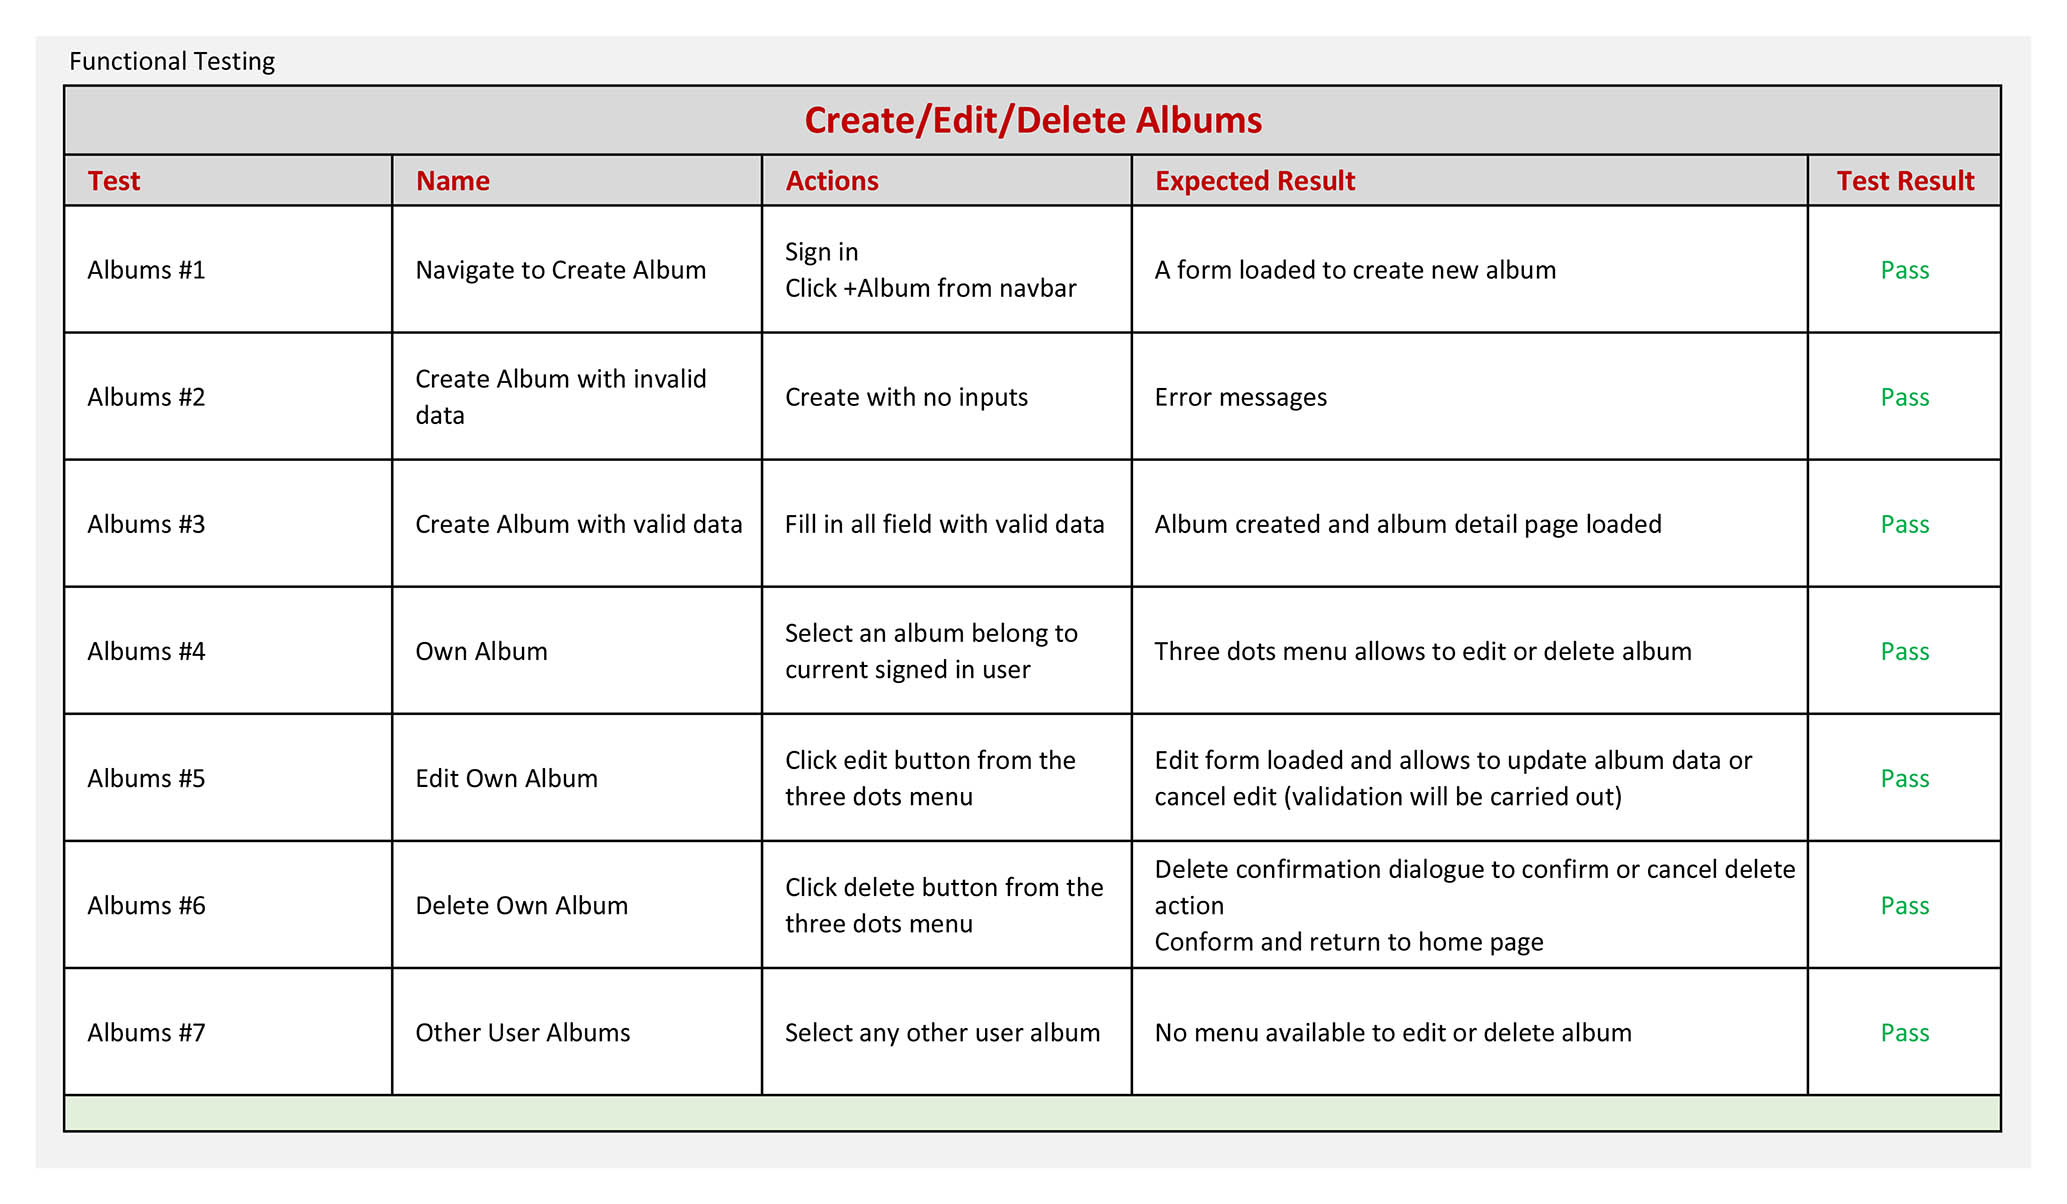 Functional Testing
Create/Edit/Delete Albums
Test
Name
Actions
Expected Result
Test Result
Albums #1
Navigate to Create Album
Sign in
Click +Album from navbar
A form loaded to create new album
Pass
Albums #2
Create Album with invalid
data
Create with no inputs
Error messages
Pass
Albums #3
Create Album with valid data
Fill in all field with valid data
Album created and album detail page loaded
Pass
Albums #4
Own Album
Select an album belong to
current signed in user
Three dots menu allows to edit or delete album
Pass
Albums #5
Edit Own Album
Click edit button from the
three dots menu
Edit form loaded and allows to update album data or
cancel edit (validation will be carried out)
Pass
Albums #6
Delete Own Album
Click delete button from the
three dots menu
Delete confirmation dialogue to confirm or cancel delete
action
Conform and return to home page
Pass
Albums #7
Other User Albums
Select any other user album
No menu available to edit or delete album
Pass